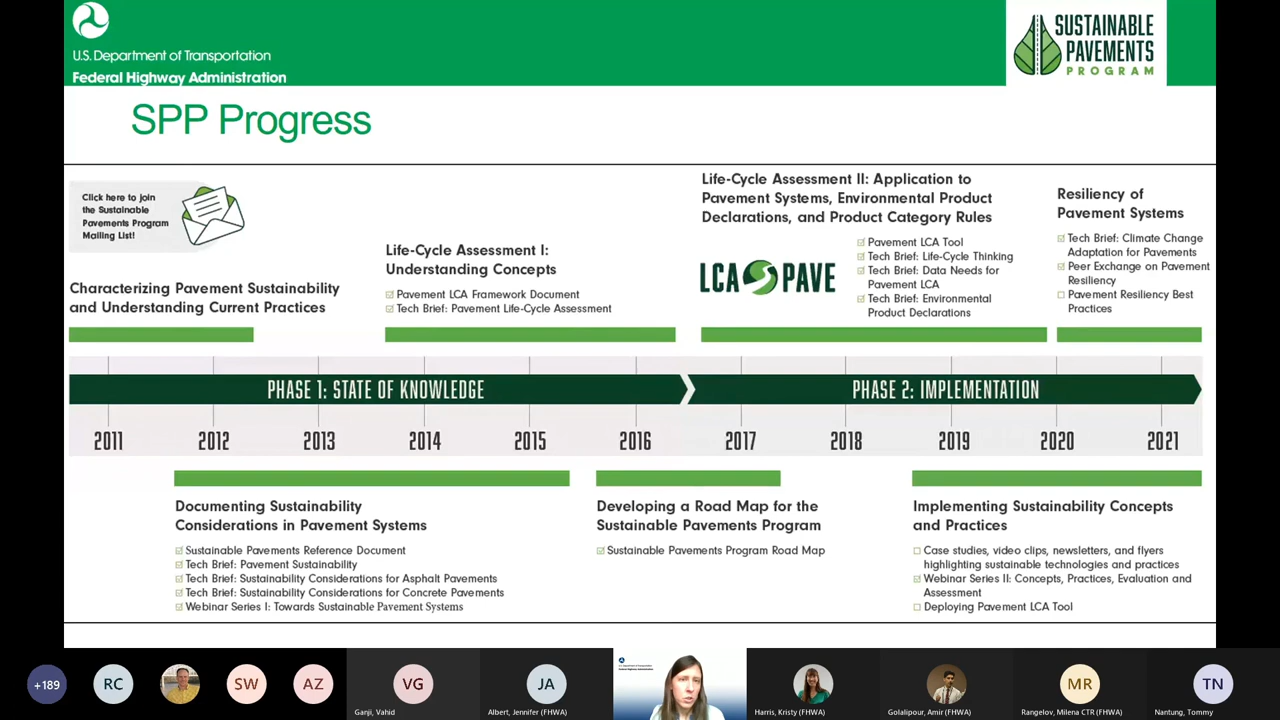 U.S. Department of Transportation
Federal Highway Administration
SUSTAINABLE
PAVEMENTS
PROGRAM
SPP Progress
Click here to join
the Sustainable
Pavements Program
Mailing List!
Characterizing Pavement Sustainability
and Understanding Current Practices
Life-Cycle Assessment I:
Understanding Concepts
Pavement LCA Framework Document
Tech Brief: Pavement Life-Cycle Assessment
Life-Cycle Assessment II: Application to
Pavement Systems, Environmental Product
Declarations, and Product Category Rules
LCA PAVE
Pavement LCA Tool
Tech Brief: Life-Cycle Thinking
Tech Brief: Data Needs for
Pavement LCA
Tech Brief: Environmental
Product Declarations
Resiliency of
Pavement Systems
Tech Brief: Climate Change
Adaptation for Pavements
Peer Exchange on Pavement
Resiliency
Pavement Resiliency Best
Practices
PHASE 1: STATE OF KNOWLEDGE
PHASE 2: IMPLEMENTATION
2011 2012 2013 2014 2015 2016 2017 2018 2019 2020 2021
Documenting Sustainability
Considerations in Pavement Systems
Sustainable Pavements Reference Document
Tech Brief: Pavement Sustainability
Tech Brief: Sustainability Considerations for Asphalt Pavements
Tech Brief: Sustainability Considerations for Concrete Pavements
Webinar Series I: Towards Sustainable Pavement Systems
Developing a Road Map for the
Sustainable Pavements Program
Sustainable Pavements Program Road Map
Implementing Sustainability Concepts
and Practices
Case studies, video clips, newsletters, and flyers
highlighting sustainable technologies and practices
Webinar Series II: Concepts, Practices, Evaluation and
Assessment
Deploying Pavement LCA Tool
+189
RC
SW
AZ
VG
Ganji, Vahid
JA
Albert, Jennifer (FHWA)
Harris, Kristy (FHWA)
Golalipour, Amir (FHWA)
MR
Rangelov, Milena CTR (FHWA)
TN
Nantung, Tommy